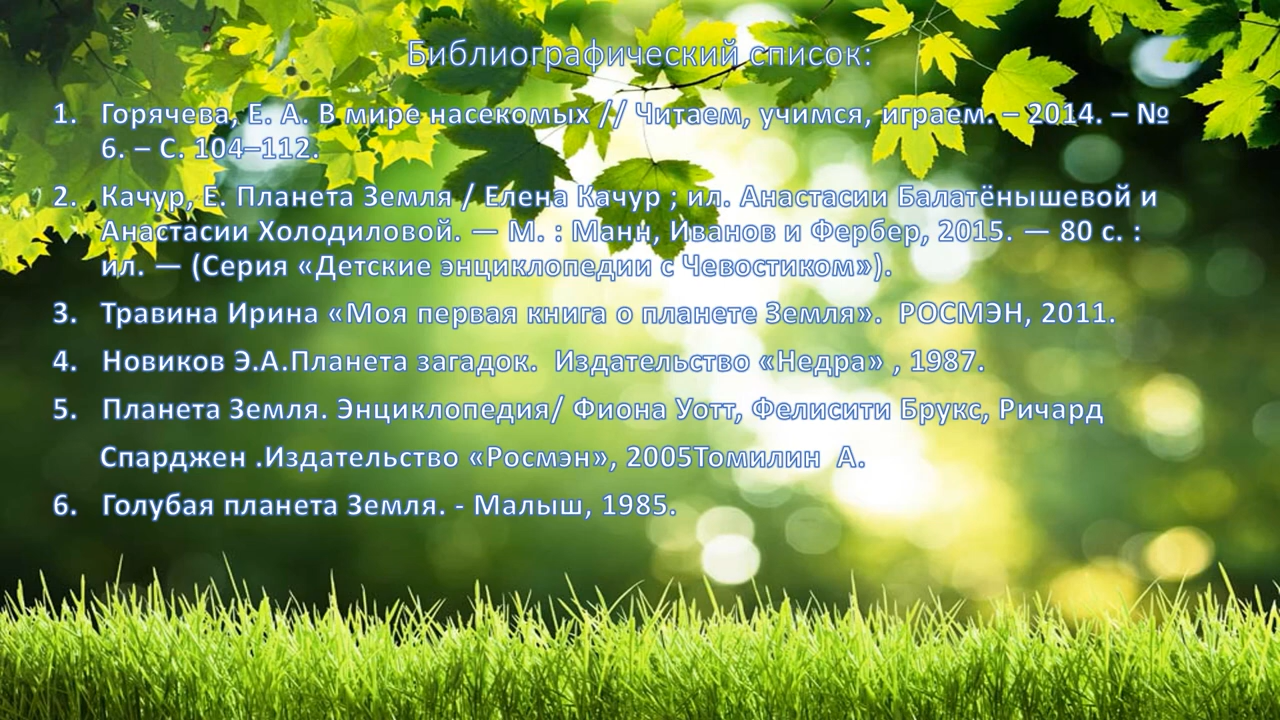 Библиографический список:
1. Горячева, Е. А. В мире насекомых // Читаем, учимся, играем. – 2014. – №
6. – С. 104–112.
2. Качур, Е. Планета Земля / Елена Качур ; ил. Анастасии Балатёнышевой и
Анастасии Холодиловой. — М. : Манн, Иванов и Фербер, 2015. — 80 с. :
ил. — (Серия «Детские энциклопедии с Чевостиком»).
3. Травина Ирина «Моя первая книга о планете Земля». РОСМЭН, 2011.
4. Новиков Э.А.Планета загадок. Издательство «Недра» , 1987.
5. Планета Земля. Энциклопедия/ Фиона Уотт, Фелисити Брукс, Ричард
Спарджен .Издательство «Росмэн», 2005Томилин А.
6. Голубая планета Земля. - Малыш, 1985.